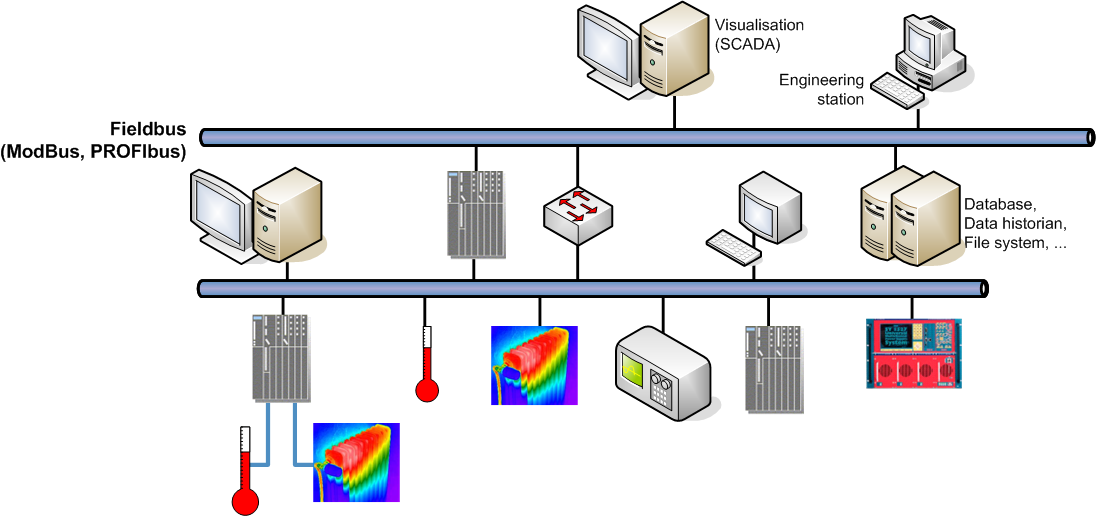 Visualisation
(SCADA)
Engineering
station
Fieldbus
(ModBus, PROFIbus)
Database,
Data historian,
File system, ...